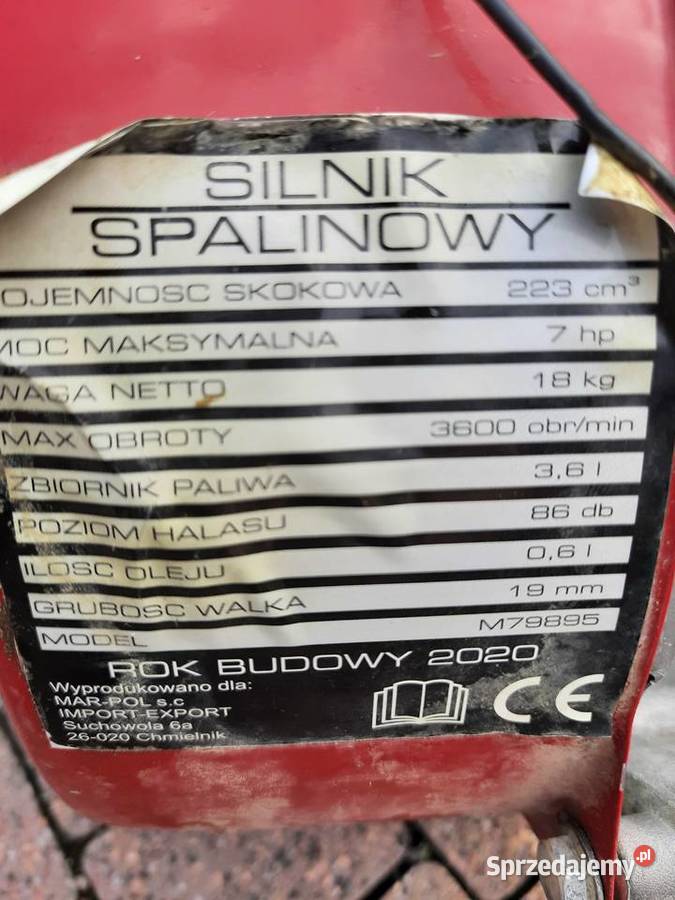 SILNIK
SPALINOWY
OJEMNOSC SKOKOWA 223 cm³
MOC MAKSYMALNA 7 hp
WAGA NETTO 18 kg
MAX OBROTY 3600 obr/min
ZBIORNIK PALIWA 3,6 l
POZIOM HALASU 86 db
ILOSC OLEJU 0,6 l
GRUBOSC WALKA 19 mm
MODEL M79895
ROK BUDOWY 2020
Wyprodukowano dla:
MAR-POL s.c
IMPORT-EXPORT
Suchowola 6a
26-020 Chmielnik
CE
Sprzedajemy.pl